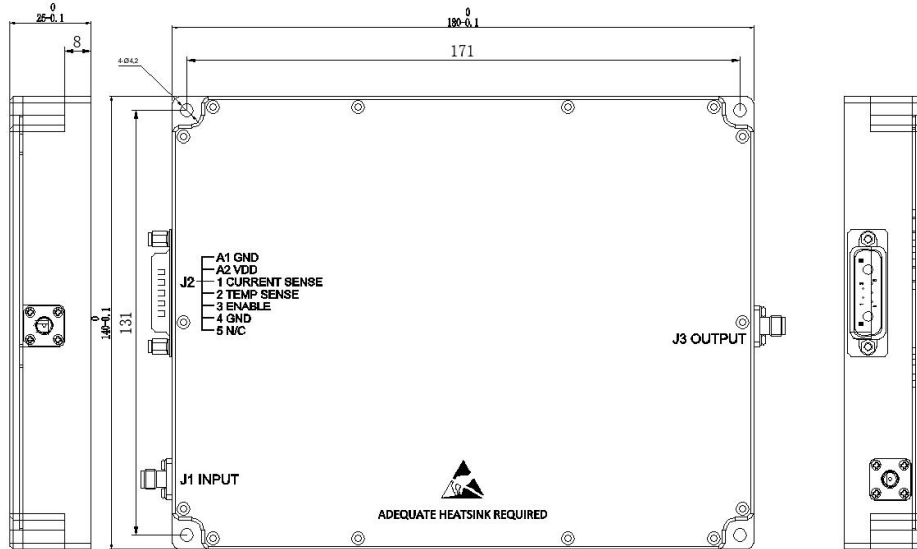 0
25-0.1
8
0
180-0.1
171
4-Ø4.2
0
140-0.1
131
J2
A1 GND
A2 VDD
1 CURRENT SENSE
2 TEMP SENSE
3 ENABLE
4 GND
5 N/C
J3 OUTPUT
J1 INPUT
ADEQUATE HEATSINK REQUIRED